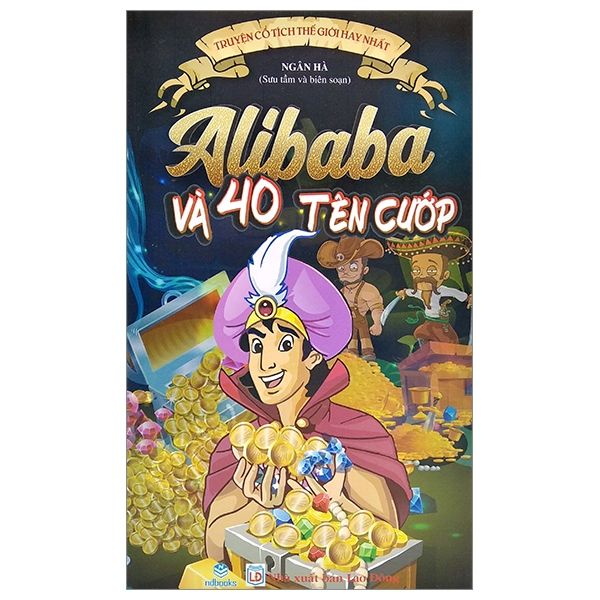 TRUYỆN CỔ TÍCH THẾ GIỚI HAY NHẤT
NGÂN HÀ
(Sưu tầm và biên soạn)
Alibaba
VÀ 40 TÊN CƯỚP
ndbooks
LĐ Nhà xuất bản Lao Động